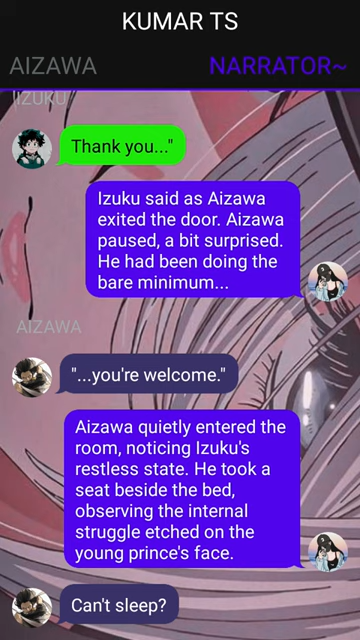 KUMAR TS
AIZAWA
NARRATOR~
IZUKU
Thank you..."
Izuku said as Aizawa
exited the door. Aizawa
paused, a bit surprised.
He had been doing the
bare minimum...
AIZAWA
"...you're welcome."
Aizawa quietly entered the
room, noticing Izuku's
restless state. He took a
seat beside the bed,
observing the internal
struggle etched on the
young prince's face.
Can't sleep?